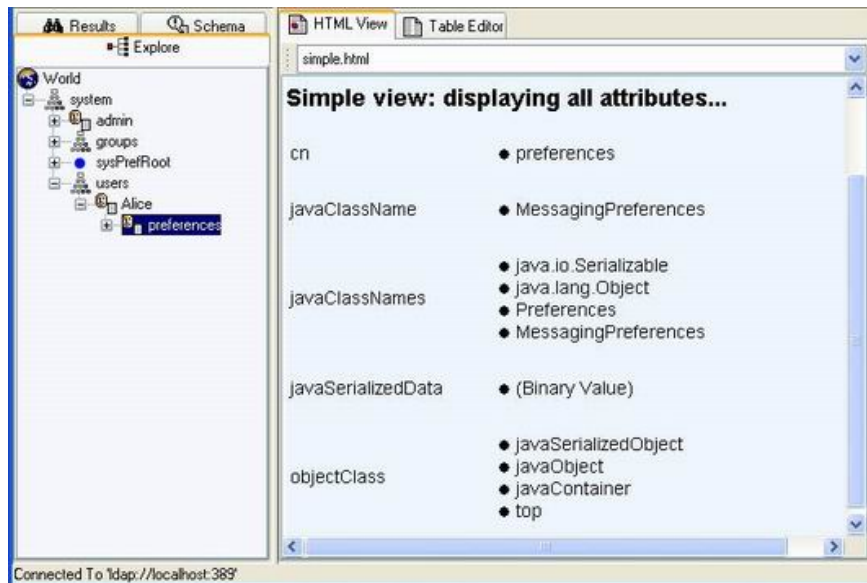 Results
Schema
Explore
World
system
admin
groups
sysPrefRoot
users
Alice
preferences
HTML View
Table Editor
simple.html
Simple view: displaying all attributes...
cn
preferences
javaClassName
MessagingPreferences
javaClassNames
java.io.Serializable
java.lang.Object
Preferences
MessagingPreferences
javaSerializedData
(Binary Value)
objectClass
javaSerializedObject
javaObject
javaContainer
top
Connected To 'ldap://localhost:389'